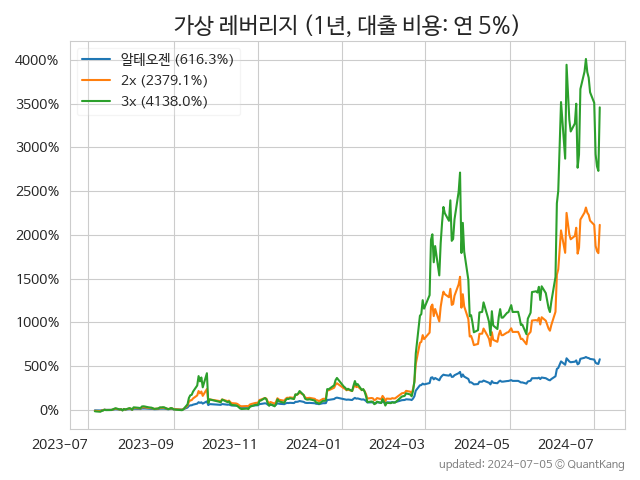 가상 레버리지 (1년, 대출 비용: 연 5%)
알테오젠 (616.3%)
2x (2379.1%)
3x (4138.0%)
4000%
3500%
3000%
2500%
2000%
1500%
1000%
500%
0%
2023-07 2023-09 2023-11 2024-01 2024-03 2024-05 2024-07
updated: 2024-07-05 © QuantKang